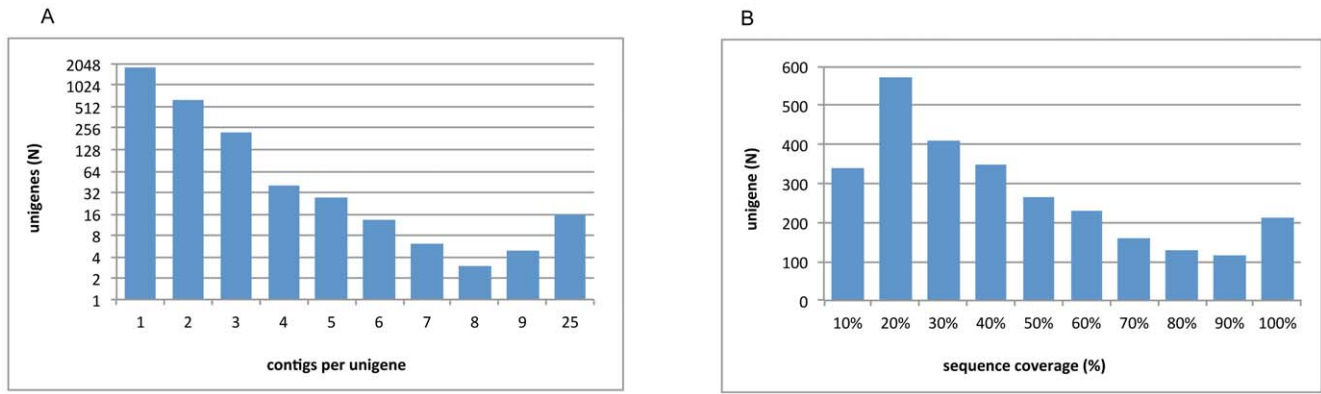 A
2048
1024
512
256
128
64
32
16
8
4
2
1
unigenes (N)
1 2 3 4 5 6 7 8 9 25
contigs per unigene
B
600
500
400
300
200
100
0
unigene (N)
10% 20% 30% 40% 50% 60% 70% 80% 90% 100%
sequence coverage (%)